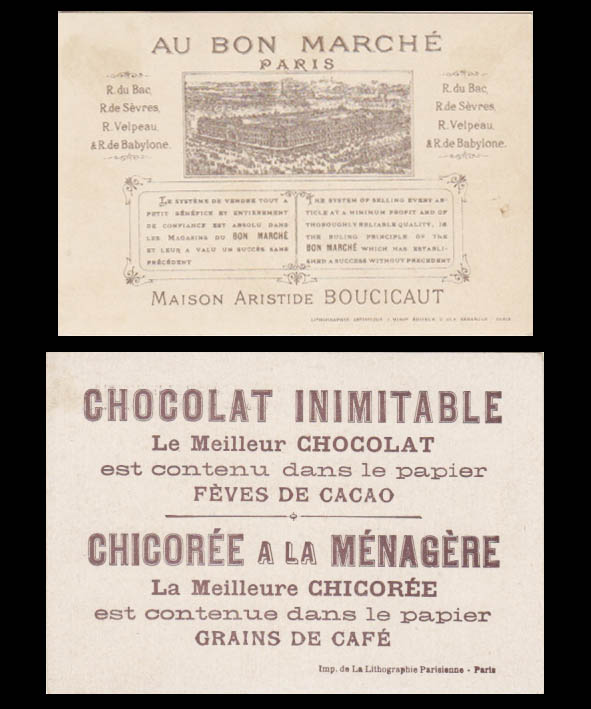 AU BON MARCHÉ
PARIS
R. du Bac,
R. de Sèvres,
R. Velpeau,
& R. de Babylone.
R. du Bac,
R. de Sèvres,
R. Velpeau,
& R. de Babylone.
LE SYSTÈME DE VENDRE TOUT A
PETIT BÉNÉFICE ET ENTIÈREMENT
DE CONFIANCE EST ABSOLU DANS
LES MAGASINS DU BON MARCHÉ
ET LEUR A VALU UN SUCCÈS SANS
PRÉCÉDENT
THE SYSTEM OF SELLING EVERY AR-
TICLE AT A MINIMUM PROFIT AND OF
THOROUGHLY RELIABLE QUALITY, IS
THE RULING PRINCIPLE OF THE
BON MARCHÉ WHICH HAS ESTABLI-
SHED A SUCCESS WITHOUT PRECEDENT
MAISON ARISTIDE BOUCICAUT
LITHOGRAPHIE ARTISTIQUE PARIS
CHOCOLAT INIMITABLE
Le Meilleur CHOCOLAT
est contenu dans le papier
FÈVES DE CACAO
CHICORÉE A LA MÉNAGÈRE
La Meilleure CHICORÉE
est contenue dans le papier
GRAINS DE CAFÉ
Imp. de La Lithographie Parisienne - Paris